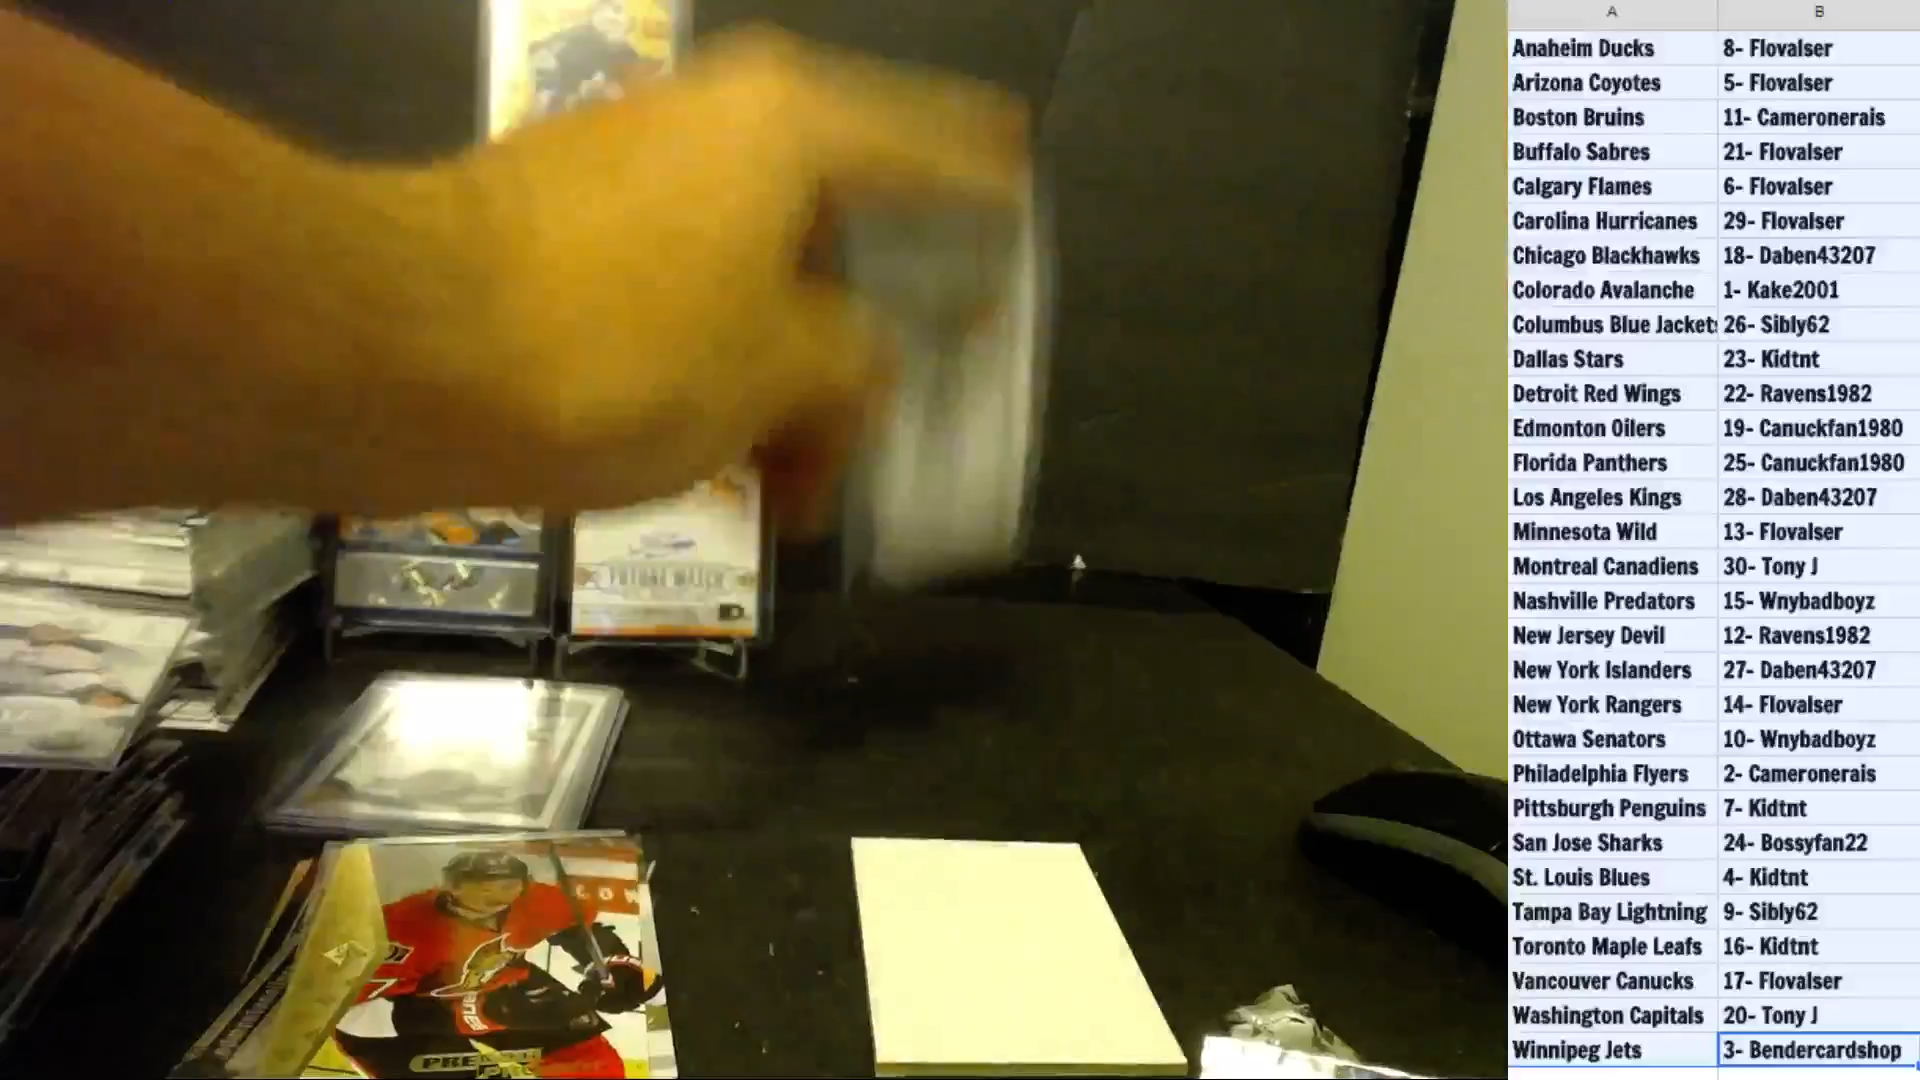 A B
Anaheim Ducks 8- Flovalser
Arizona Coyotes 5- Flovalser
Boston Bruins 11- Cameronerais
Buffalo Sabres 21- Flovalser
Calgary Flames 6- Flovalser
Carolina Hurricanes 29- Flovalser
Chicago Blackhawks 18- Daben43207
Colorado Avalanche 1- Kake2001
Columbus Blue Jackets 26- Sibly62
Dallas Stars 23- Kidtnt
Detroit Red Wings 22- Ravens1982
Edmonton Oilers 19- Canuckfan1980
Florida Panthers 25- Canuckfan1980
Los Angeles Kings 28- Daben43207
Minnesota Wild 13- Flovalser
Montreal Canadiens 30- Tony J
Nashville Predators 15- Wnybadboyz
New Jersey Devil 12- Ravens1982
New York Islanders 27- Daben43207
New York Rangers 14- Flovalser
Ottawa Senators 10- Wnybadboyz
Philadelphia Flyers 2- Cameronerais
Pittsburgh Penguins 7- Kidtnt
San Jose Sharks 24- Bossyfan22
St. Louis Blues 4- Kidtnt
Tampa Bay Lightning 9- Sibly62
Toronto Maple Leafs 16- Kidtnt
Vancouver Canucks 17- Flovalser
Washington Capitals 20- Tony J
Winnipeg Jets 3- Bendercardshop
FUTURE WATCH